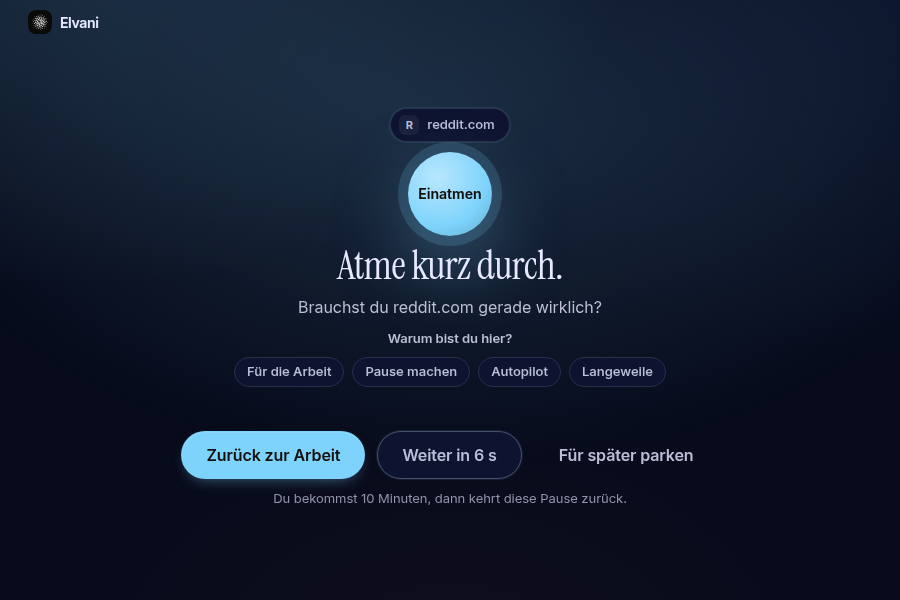 Elvani
R reddit.com
Einatmen
Atme kurz durch.
Brauchst du reddit.com gerade wirklich?
Warum bist du hier?
Für die Arbeit Pause machen Autopilot Langeweile
Zurück zur Arbeit Weiter in 6 s Für später parken
Du bekommst 10 Minuten, dann kehrt diese Pause zurück.